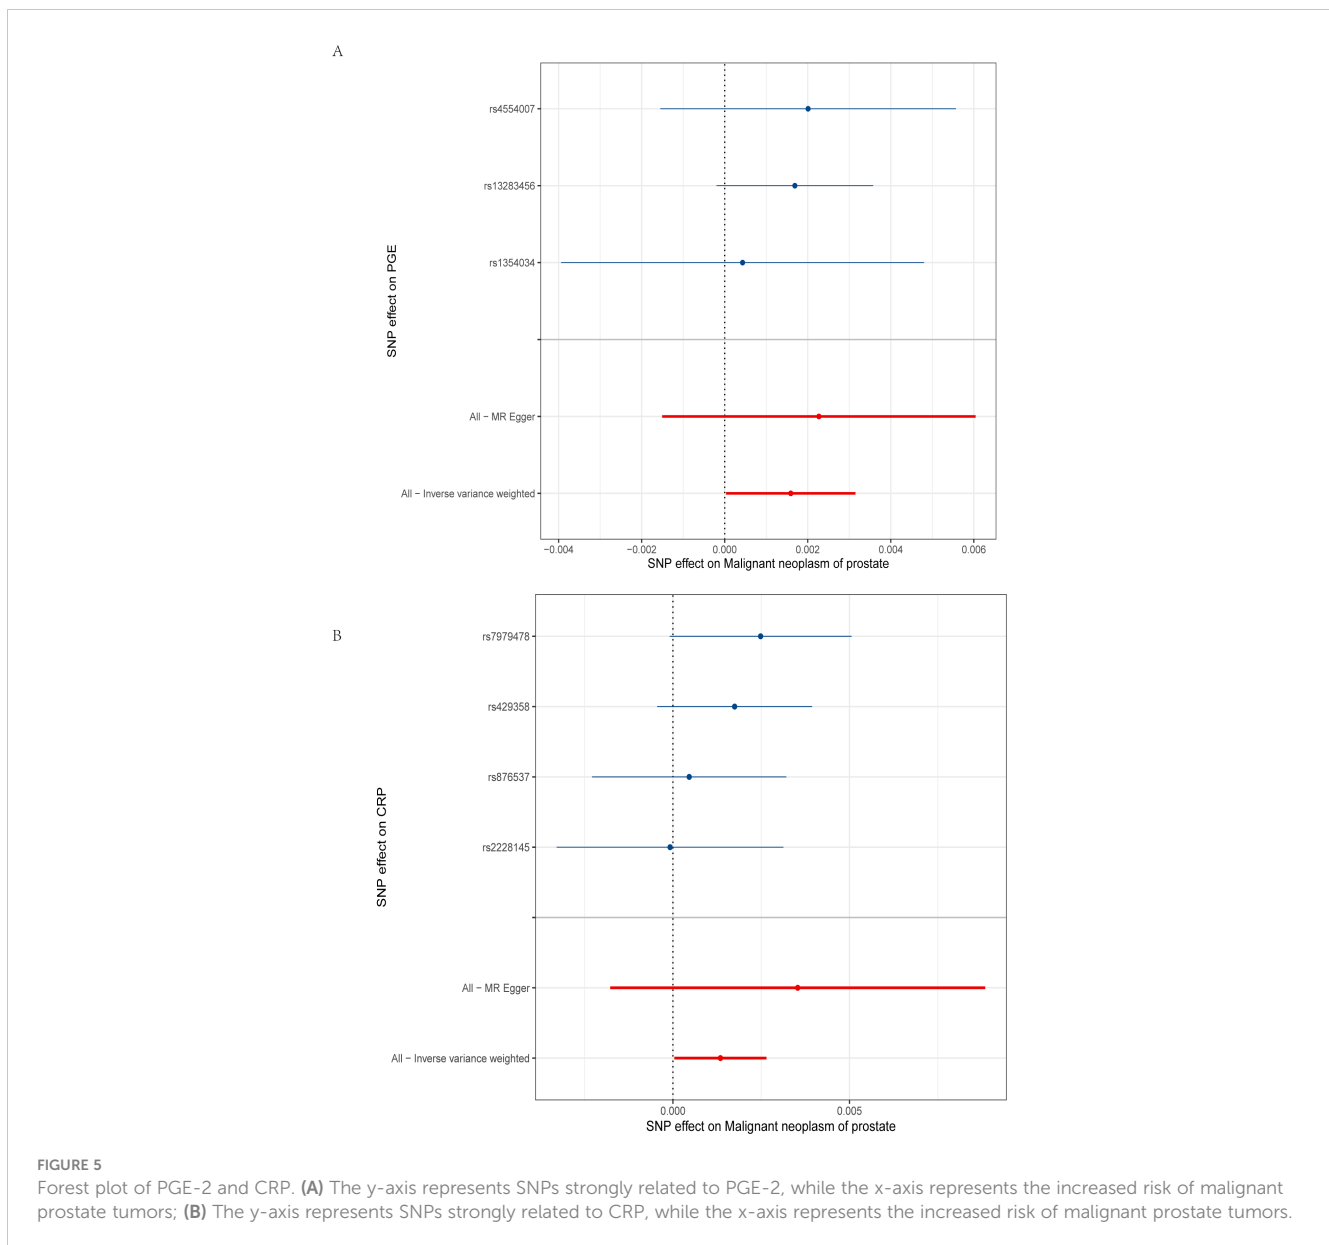 A
rs4554007
rs13283456
rs1354034
SNP effect on PGE
All – MR Egger
All – Inverse variance weighted
−0.004 −0.002 0.000 0.002 0.004 0.006
SNP effect on Malignant neoplasm of prostate
B
rs7979478
rs429358
rs876537
rs2228145
SNP effect on CRP
All – MR Egger
All – Inverse variance weighted
0.000 0.005
SNP effect on Malignant neoplasm of prostate
FIGURE 5
Forest plot of PGE-2 and CRP. (A) The y-axis represents SNPs strongly related to PGE-2, while the x-axis represents the increased risk of malignant
prostate tumors; (B) The y-axis represents SNPs strongly related to CRP, while the x-axis represents the increased risk of malignant prostate tumors.